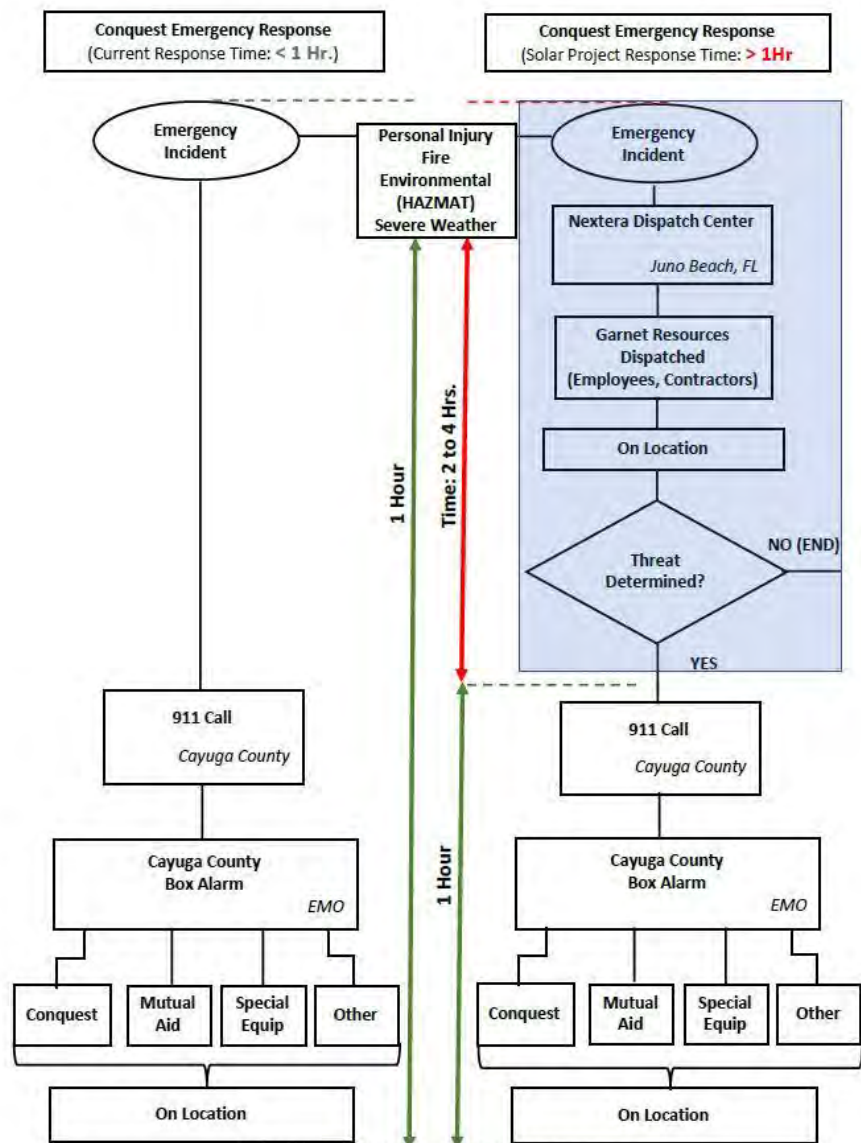 Conquest Emergency Response
(Current Response Time: < 1 Hr.)
Conquest Emergency Response
(Solar Project Response Time: > 1Hr
Emergency
Incident
Personal Injury
Fire
Environmental
(HAZMAT)
Severe Weather
Emergency
Incident
Nextera Dispatch Center
Juno Beach, FL
Garnet Resources
Dispatched
(Employees, Contractors)
On Location
Threat
Determined?
NO (END)
YES
1 Hour
Time: 2 to 4 Hrs.
1 Hour
911 Call
Cayuga County
Cayuga County
Box Alarm
EMO
Conquest
Mutual
Aid
Special
Equip
Other
On Location
911 Call
Cayuga County
Cayuga County
Box Alarm
EMO
Conquest
Mutual
Aid
Special
Equip
Other
On Location